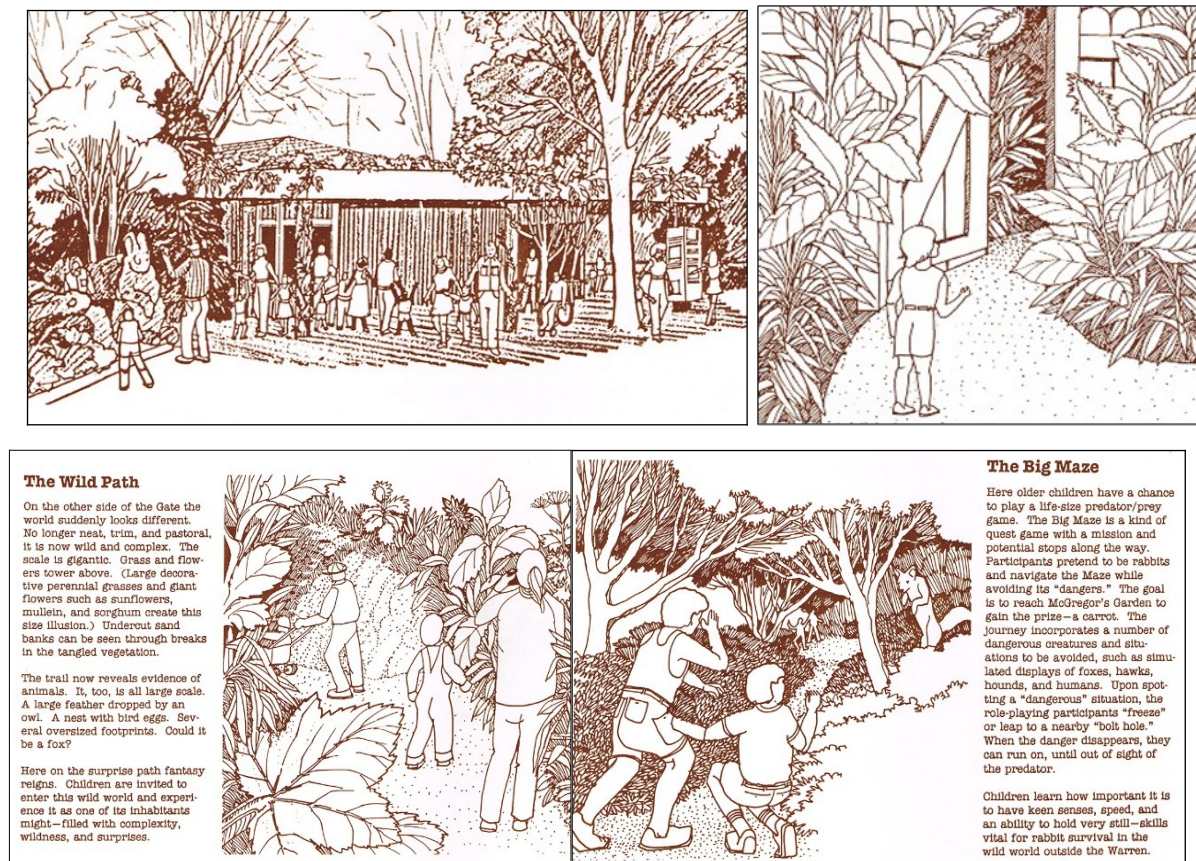 The Wild Path
On the other side of the Gate the
world suddenly looks different.
No longer neat, trim, and pastoral,
it is now wild and complex. The
scale is gigantic. Grass and flow-
ers tower above. (Large decora-
tive perennial grasses and giant
flowers such as sunflowers,
mullein, and sorghum create this
size illusion.) Undercut sand
banks can be seen through breaks
in the tangled vegetation.
The trail now reveals evidence of
animals. It, too, is all large scale.
A large feather dropped by an
owl. A nest with bird eggs. Sev-
eral oversized footprints. Could it
be a fox?
Here on the surprise path fantasy
reigns. Children are invited to
enter this wild world and experi-
ence it as one of its inhabitants
might—filled with complexity,
wildness, and surprises.
The Big Maze
Here older children have a chance
to play a life-size predator/prey
game. The Big Maze is a kind of
quest game with a mission and
potential stops along the way.
Participants pretend to be rabbits
and navigate the Maze while
avoiding its "dangers." The goal
is to reach McGregor's Garden to
gain the prize—a carrot. The
journey incorporates a number of
dangerous creatures and situ-
ations to be avoided, such as simu-
lated displays of foxes, hawks,
hounds, and humans. Upon spot-
ting a "dangerous" situation, the
role-playing participants "freeze"
or leap to a nearby "bolt hole."
When the danger disappears, they
can run on, until out of sight of
the predator.
Children learn how important it is
to have keen senses, speed, and
an ability to hold very still—skills
vital for rabbit survival in the
wild world outside the Warren.